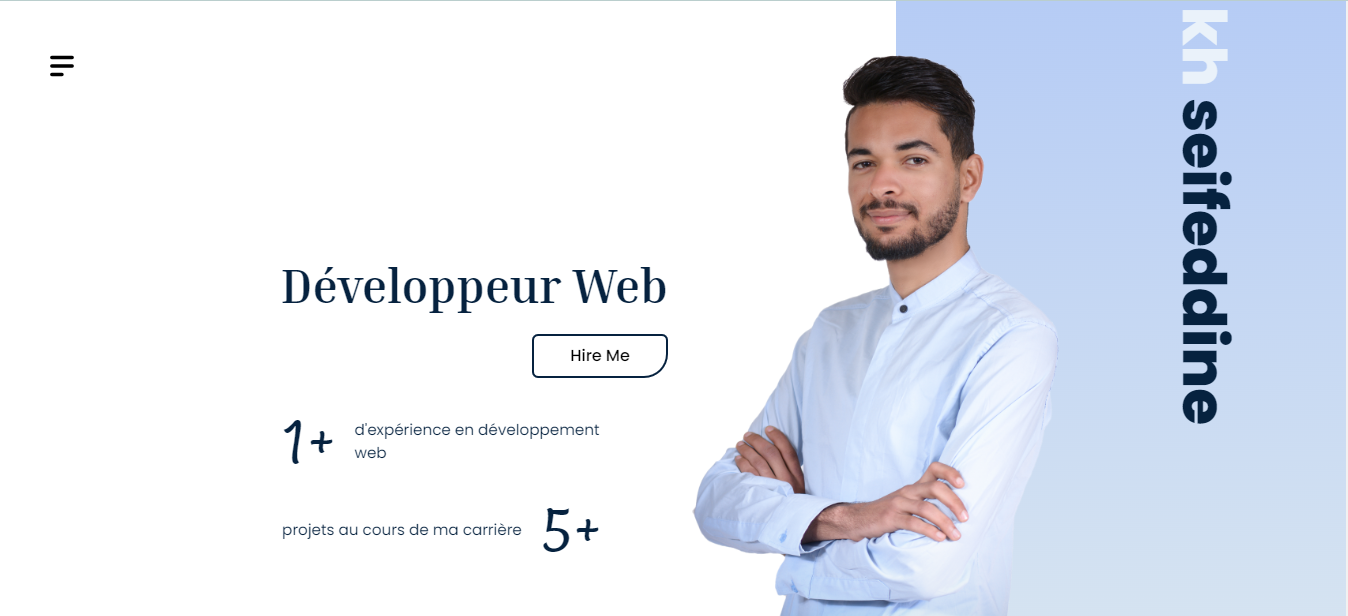 kh seifeddine
Développeur Web
Hire Me
1+
d'expérience en développement
web
projets au cours de ma carrière
5+